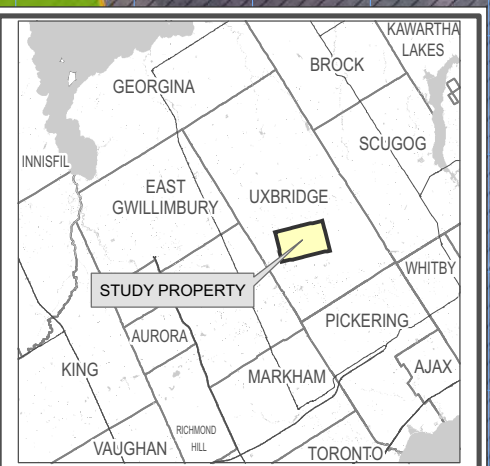 KAWARTHA
LAKES
BROCK
GEORGINA
SCUGOG
INNISFIL
EAST
GWILLIMBURY
UXBRIDGE
WHITBY
STUDY PROPERTY
PICKERING
AURORA
KING
MARKHAM
AJAX
RICHMOND
HILL
VAUGHAN
TORONTO